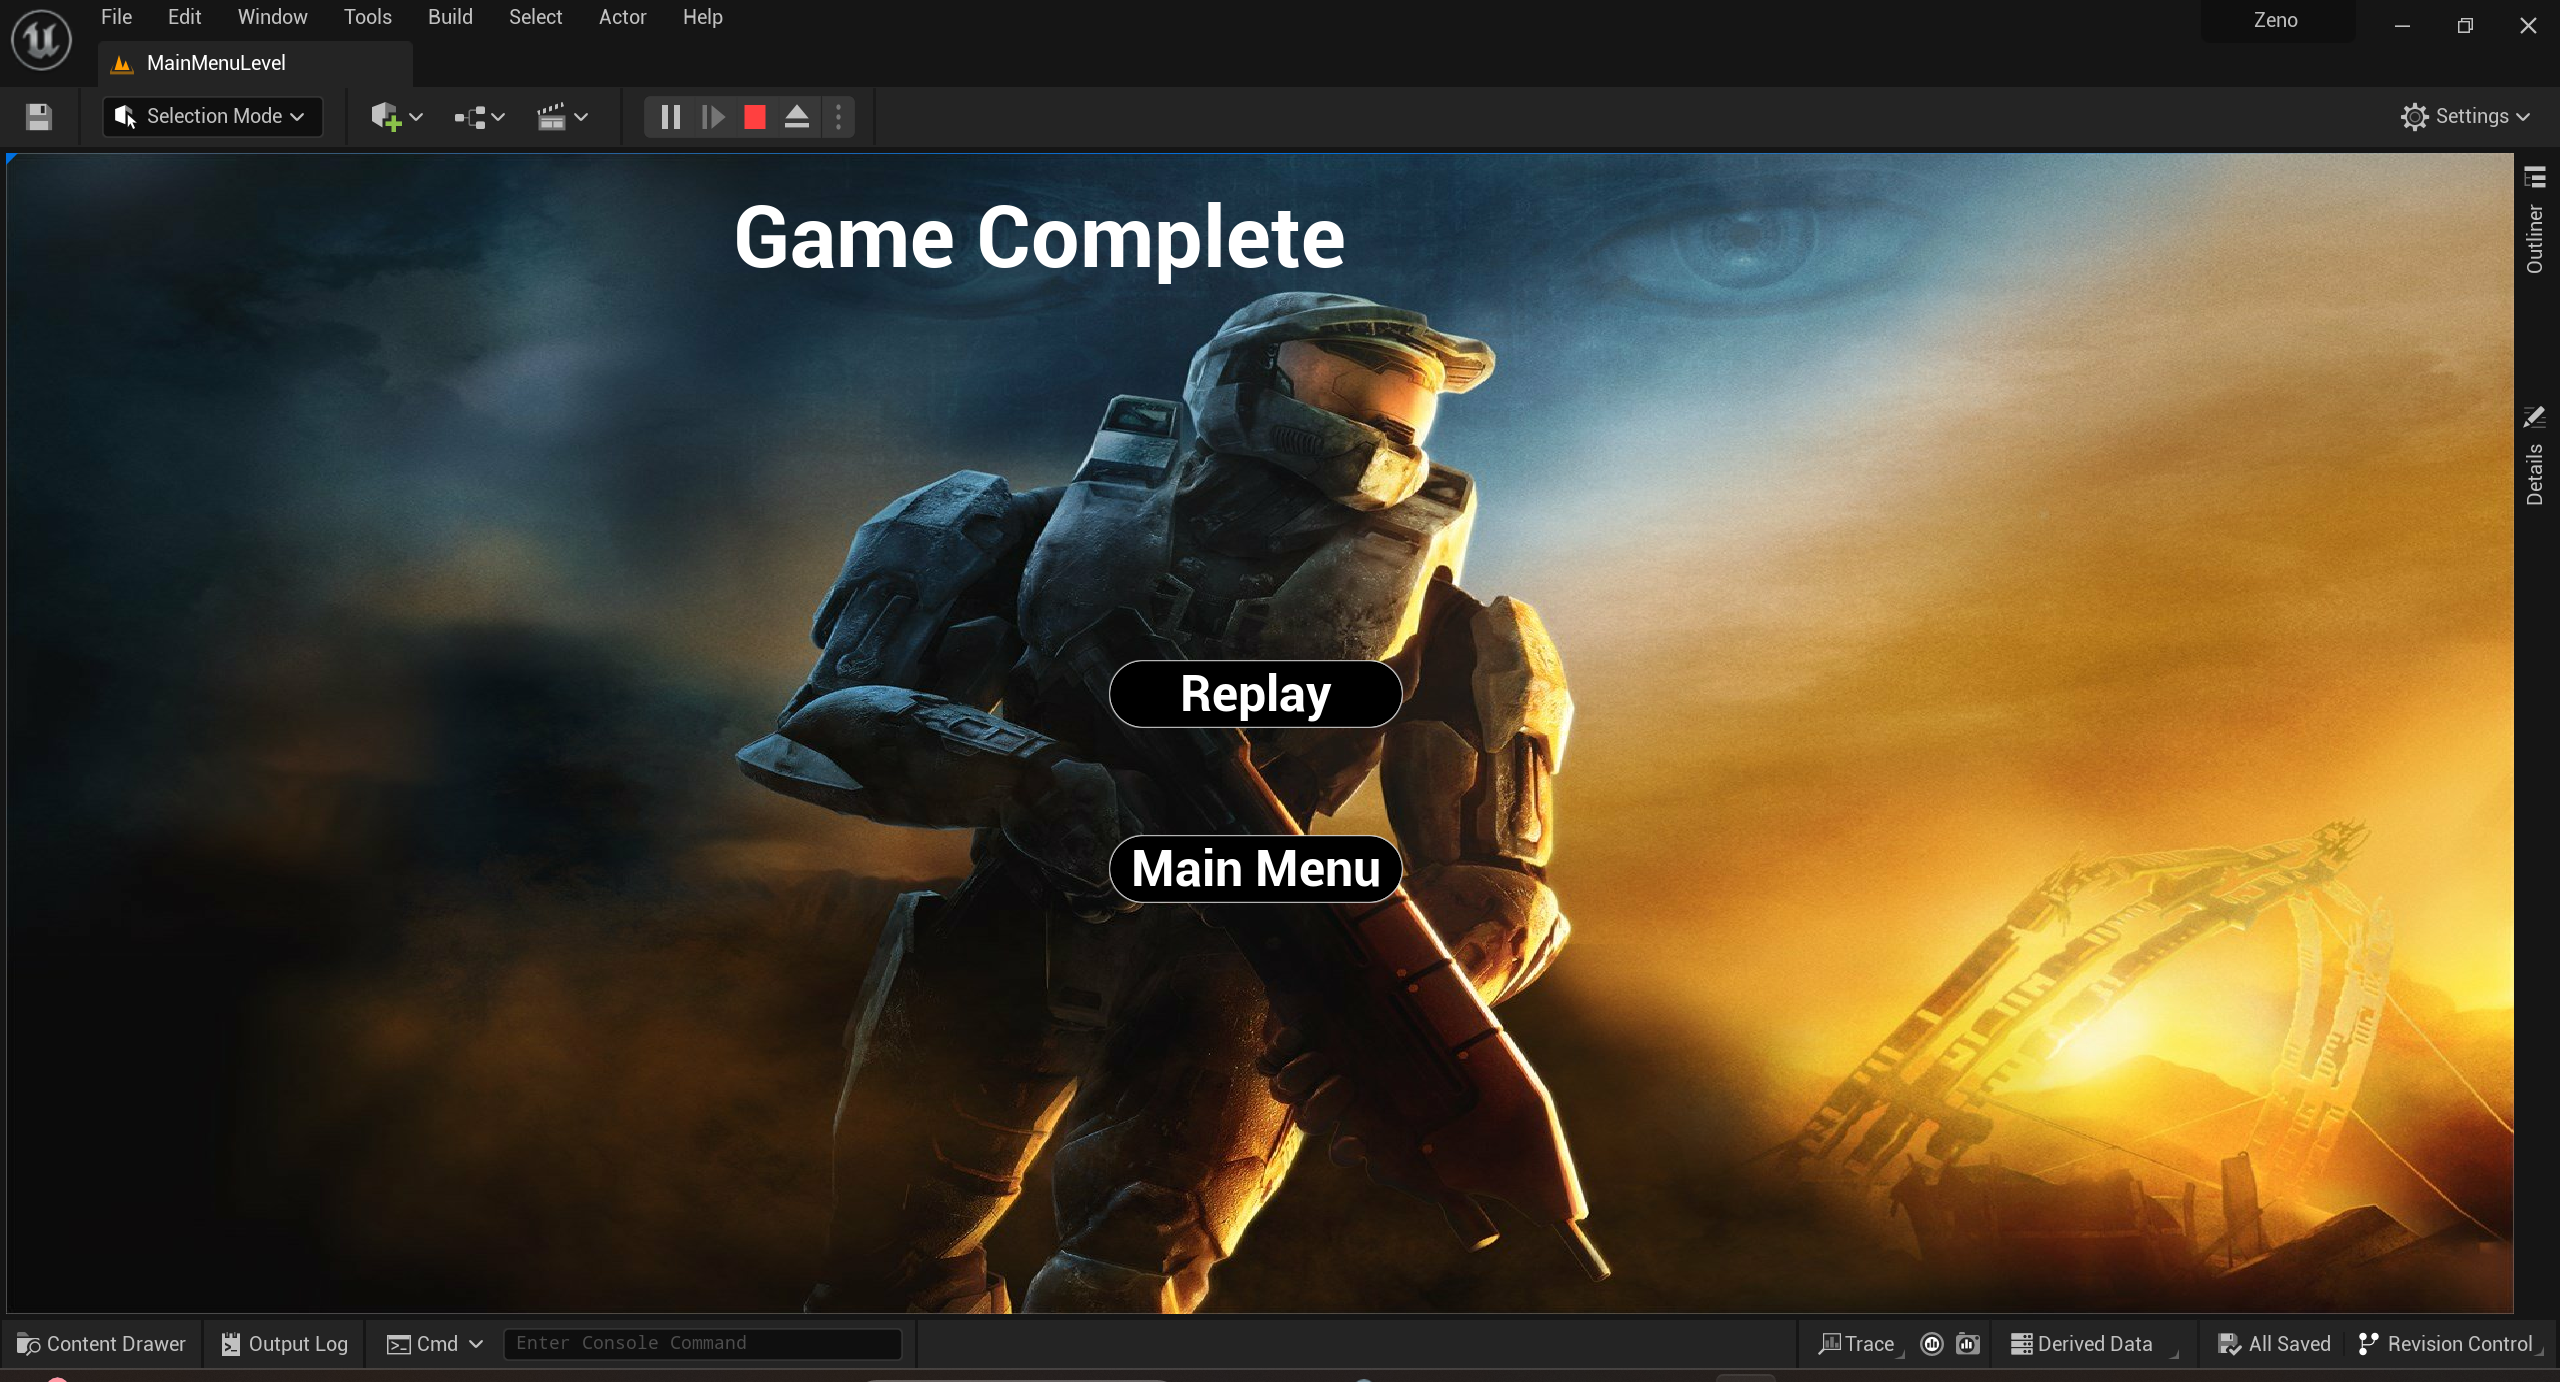 File Edit Window Tools Build Select Actor Help
Zeno
MainMenuLevel
Selection Mode
Settings
Game Complete
Outliner
Details
Replay
Main Menu
Content Drawer
Output Log
Cmd
Enter Console Command
Trace
Derived Data
All Saved
Revision Control